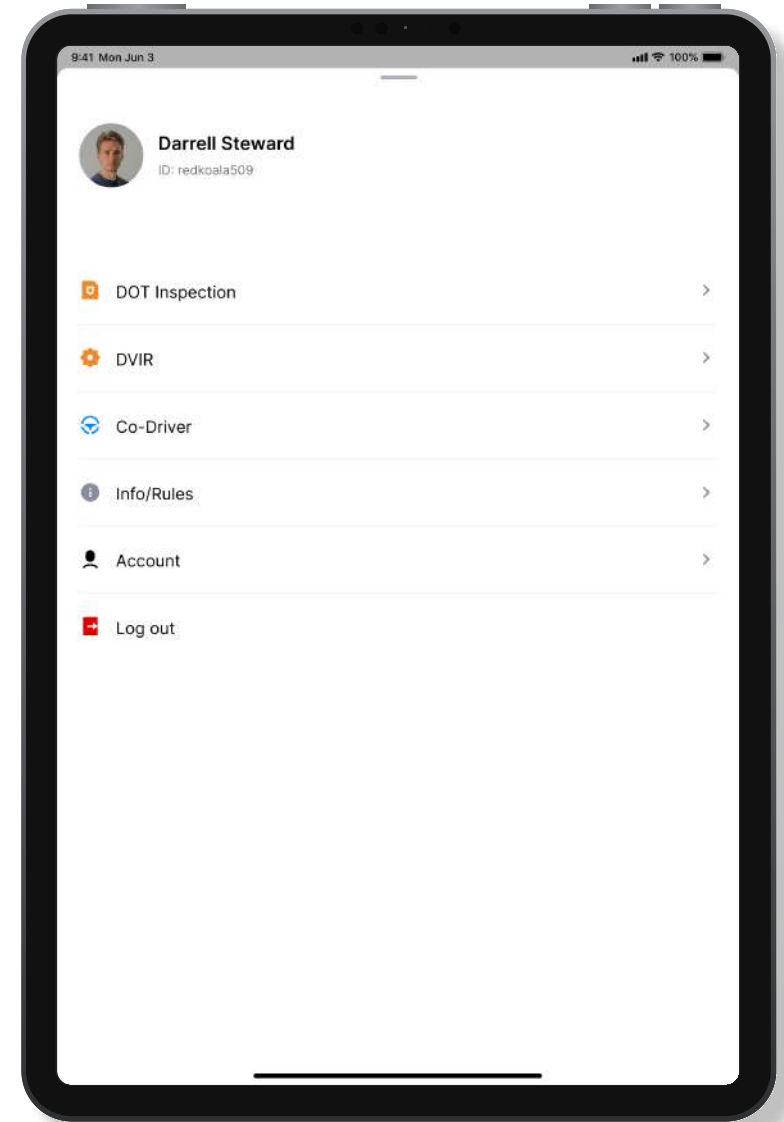 9:41 Mon Jun 3
100%
Darrell Steward
ID: redkoala509
DOT Inspection
DVIR
Co-Driver
Info/Rules
Account
Log out